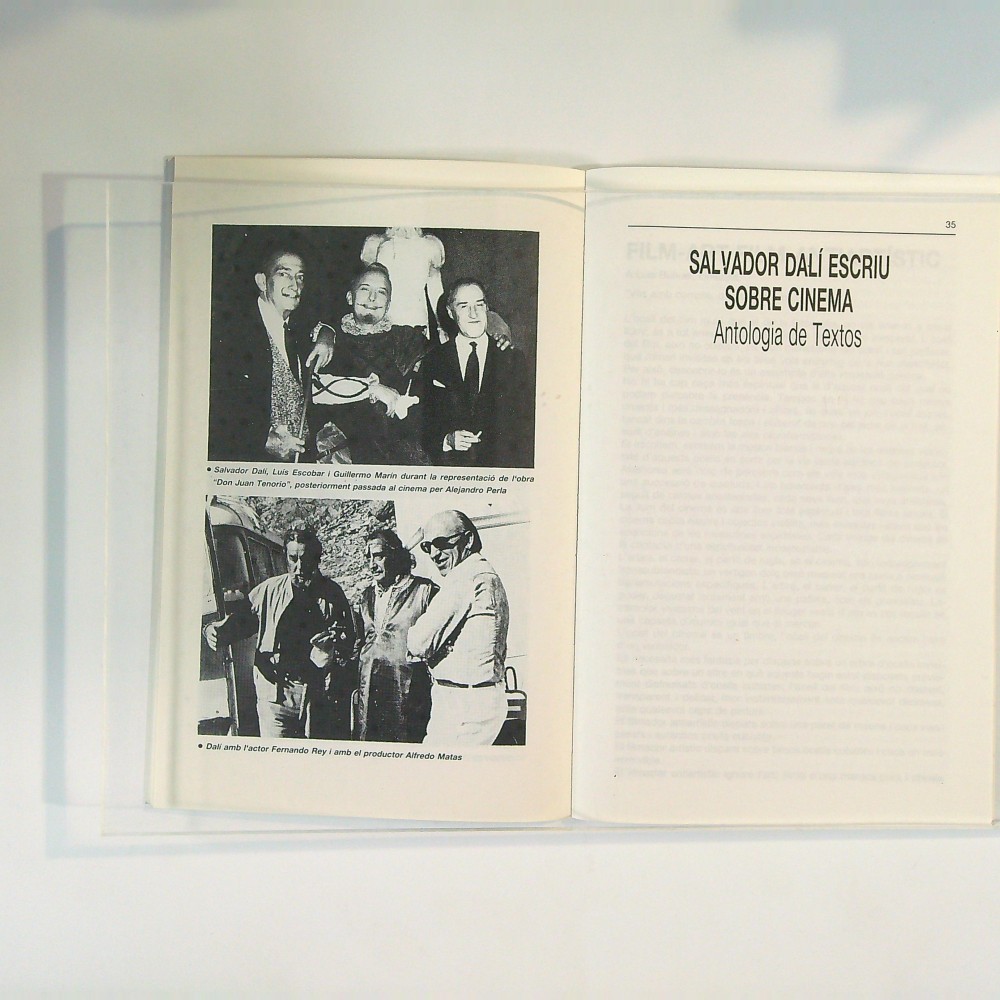 ● Salvador Dalí, Luis Escobar i Guillermo Marín durant la representació de l'obra
"Don Juan Tenorio", posteriorment passada al cinema per Alejandro Perla
● Dalí amb l'actor Fernando Rey i amb el productor Alfredo Matas
35
SALVADOR DALÍ ESCRIU
SOBRE CINEMA
Antologia de Textos